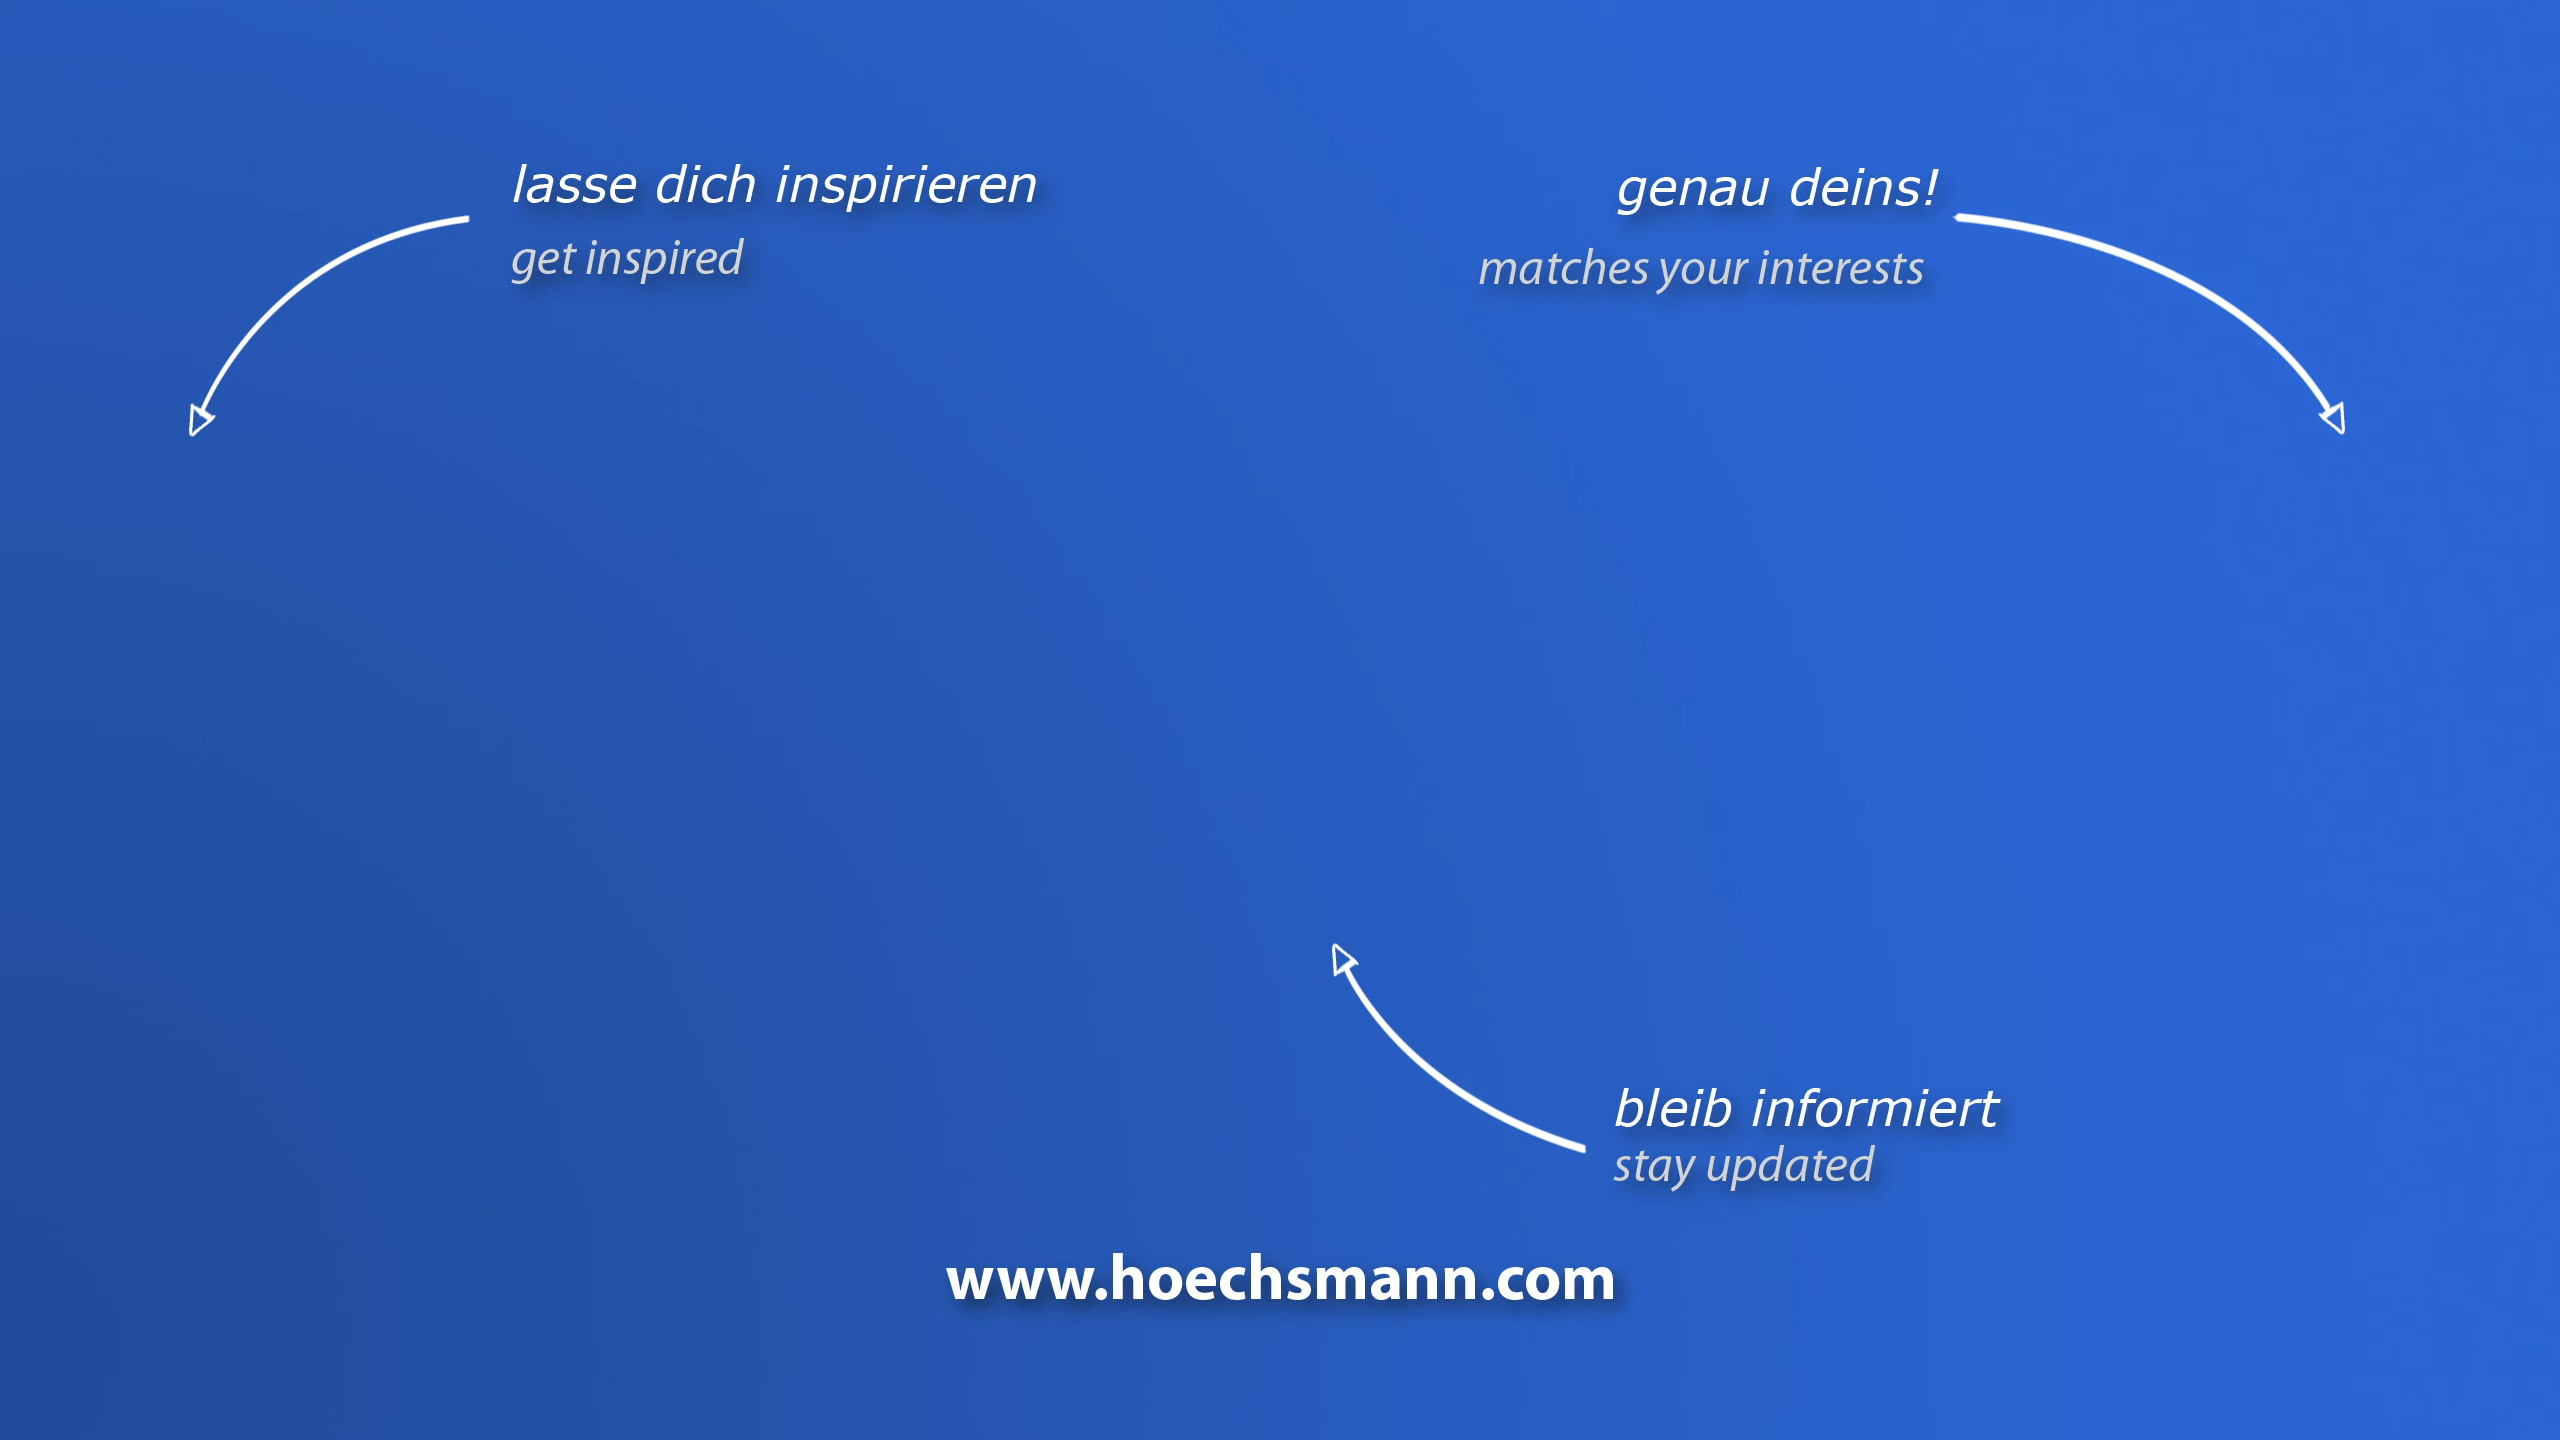 lasse dich inspirieren
get inspired
genau deins!
matches your interests
bleib informiert
stay updated
www.hoechsmann.com